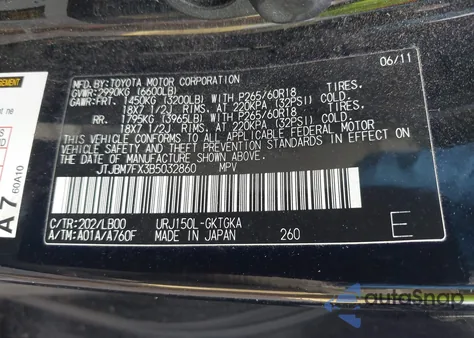 06/11
MFD. BY: TOYOTA MOTOR CORPORATION
GVWR: 2990KG (6600LB)
GAWR: FRT. 1450KG (3200LB) WITH P265/60R18 TIRES,
18X7 1/2J RIMS, AT 220KPA (32PSI) COLD.
RR. 1795KG (3965LB) WITH P265/60R18 TIRES,
18X7 1/2J RIMS, AT 220KPA (32PSI) COLD.
THIS VEHICLE CONFORMS TO ALL APPLICABLE FEDERAL MOTOR
VEHICLE SAFETY AND THEFT PREVENTION STANDARDS IN EFFECT ON
THE DATE OF MANUFACTURE SHOWN ABOVE.
JTJBM7FX3B5032860 MPV
C/TR: 202/LB00 URJ150L-GKTGKA
A/TM: A01A/A760F MADE IN JAPAN 260
A7
60A10
autoSnap